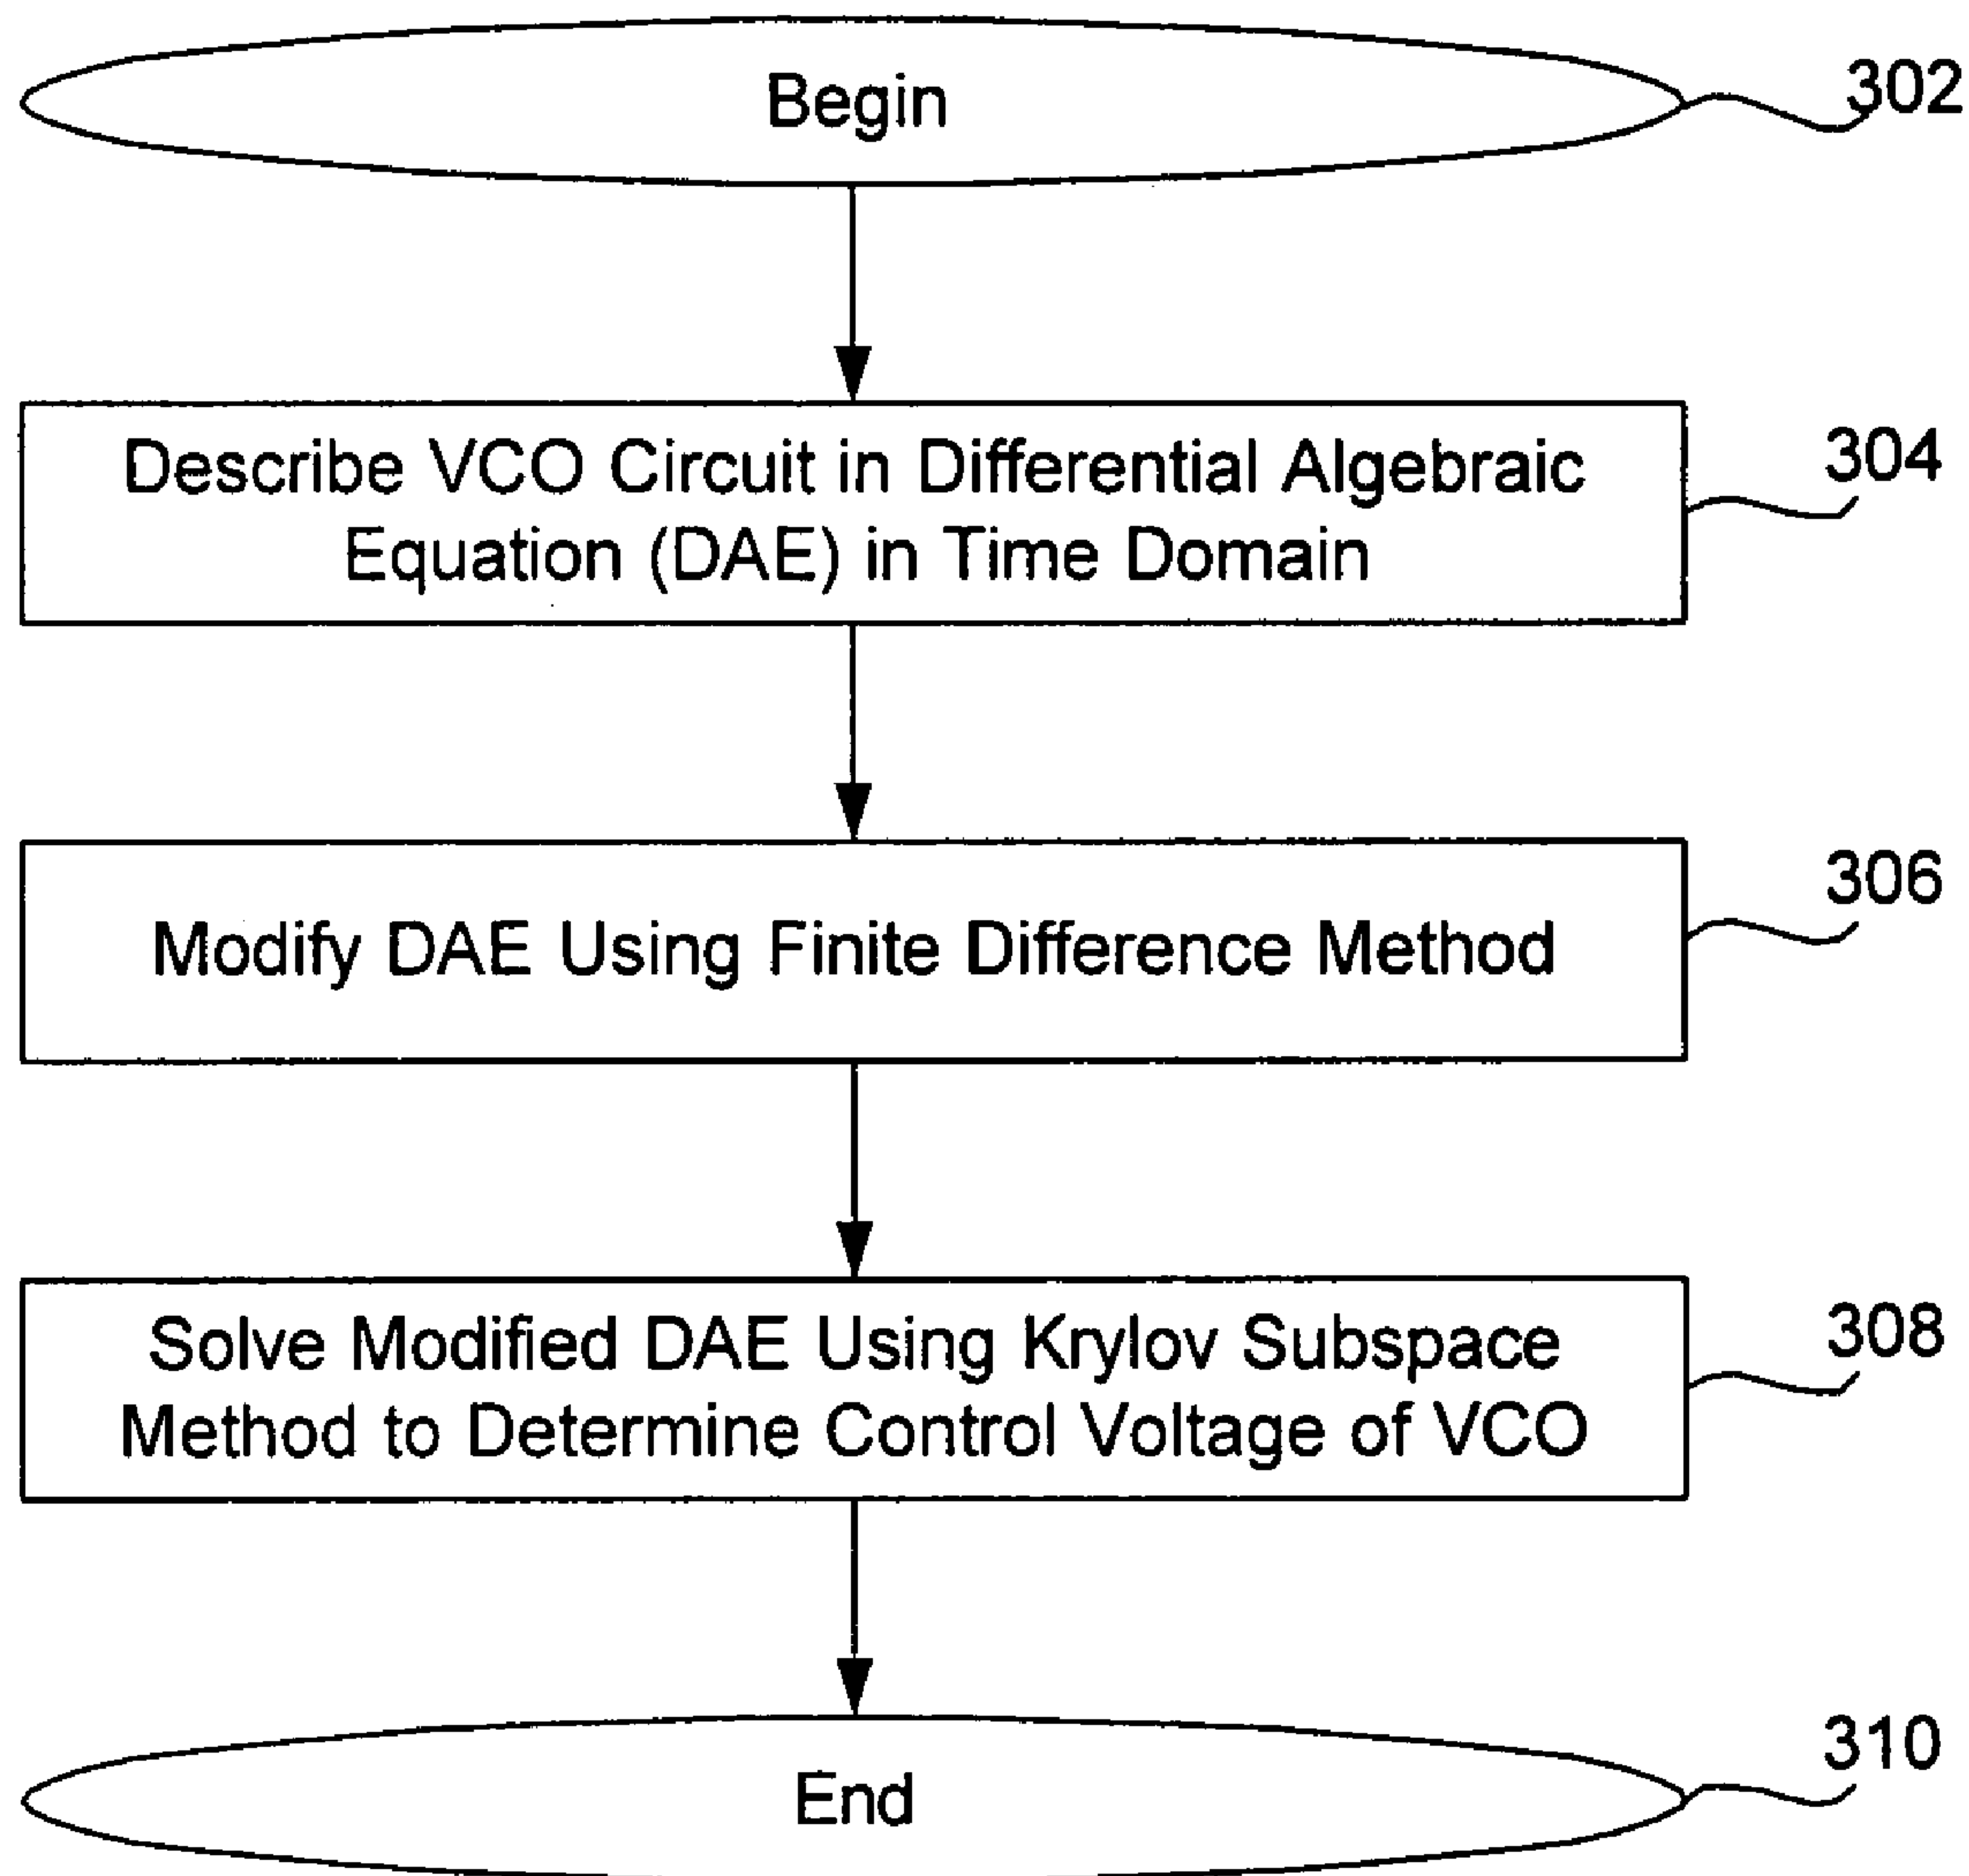 Begin
302
Describe VCO Circuit in Differential Algebraic
Equation (DAE) in Time Domain
304
Modify DAE Using Finite Difference Method
306
Solve Modified DAE Using Krylov Subspace
Method to Determine Control Voltage of VCO
308
End
310